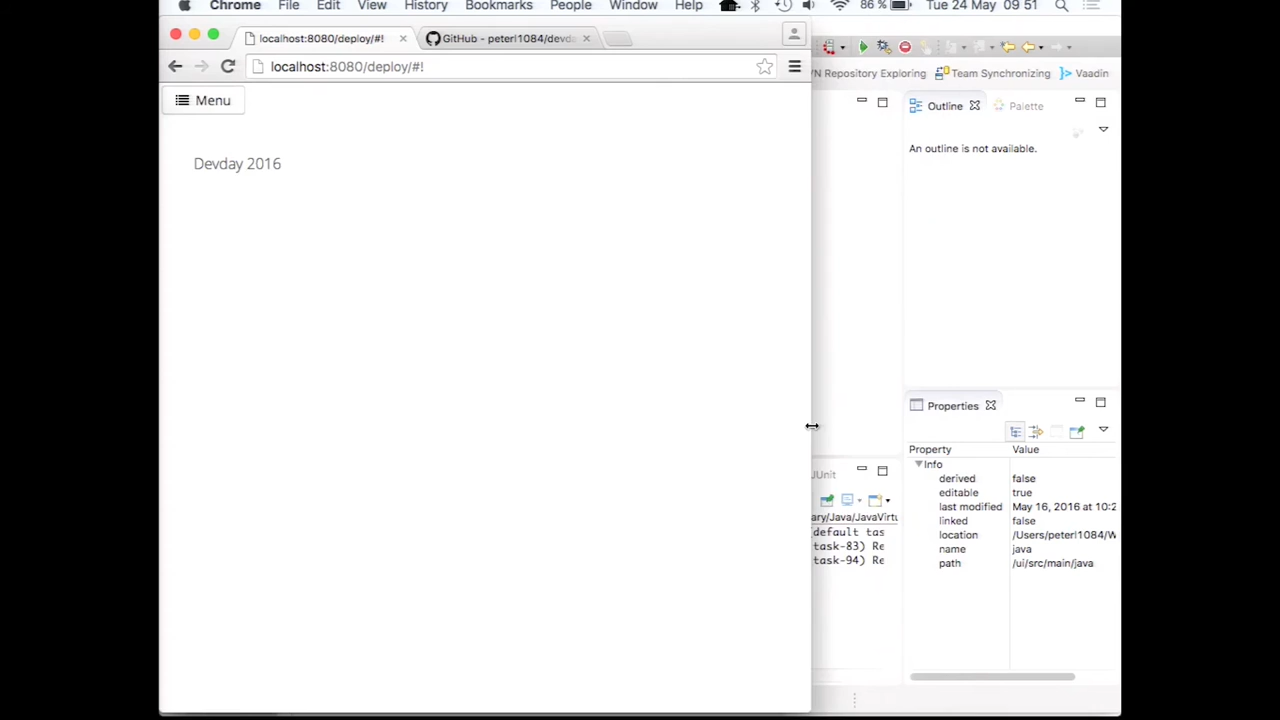 Chrome File Edit View History Bookmarks People Window Help 86 % Tue 24 May 09 51
localhost:8080/deploy/#! GitHub - peterl1084/devda
localhost:8080/deploy/#!
Menu
Devday 2016
N Repository Exploring Team Synchronizing Vaadin
Outline Palette
An outline is not available.
Properties
Property Value
Info
derived false
editable true
last modified May 16, 2016 at 10:2
linked false
location /Users/peterl1084/W
name java
path /ui/src/main/java
JUnit
ary/Java/JavaVirtu
(default tas
task-83) Re
task-94) Re